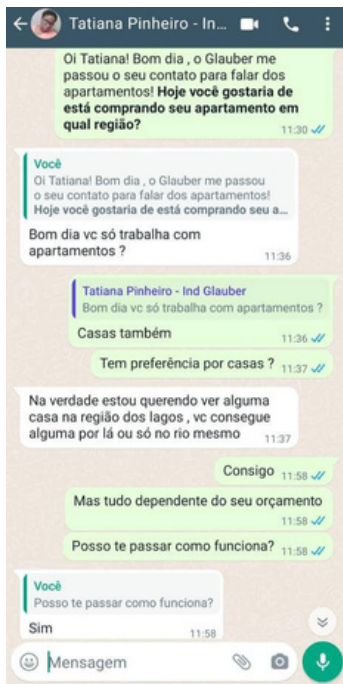 Tatiana Pinheiro - In...
Oi Tatiana! Bom dia , o Glauber me
passou o seu contato para falar dos
apartamentos! Hoje você gostaria de
está comprando seu apartamento em
qual região?
11:30
Você
Oi Tatiana! Bom dia , o Glauber me passou
o seu contato para falar dos apartamentos!
Hoje você gostaria de está comprando seu a...
Bom dia vc só trabalha com
apartamentos ?
11:36
Tatiana Pinheiro - Ind Glauber
Bom dia vc só trabalha com apartamentos ?
Casas também
11:36
Tem preferência por casas ? 11:37
Na verdade estou querendo ver alguma
casa na região dos lagos , vc consegue
alguma por lá ou só no rio mesmo
11:37
Consigo 11:58
Mas tudo dependente do seu orçamento
11:58
Posso te passar como funciona? 11:58
Você
Posso te passar como funciona?
Sim
11:58
Mensagem